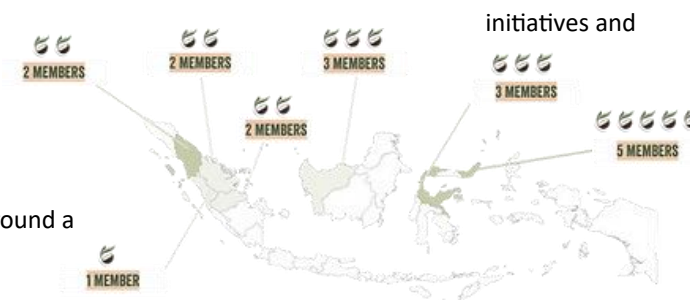 initiatives and
2 MEMBERS
2 MEMBERS
3 MEMBERS
3 MEMBERS
2 MEMBERS
5 MEMBERS
ound a
1 MEMBER